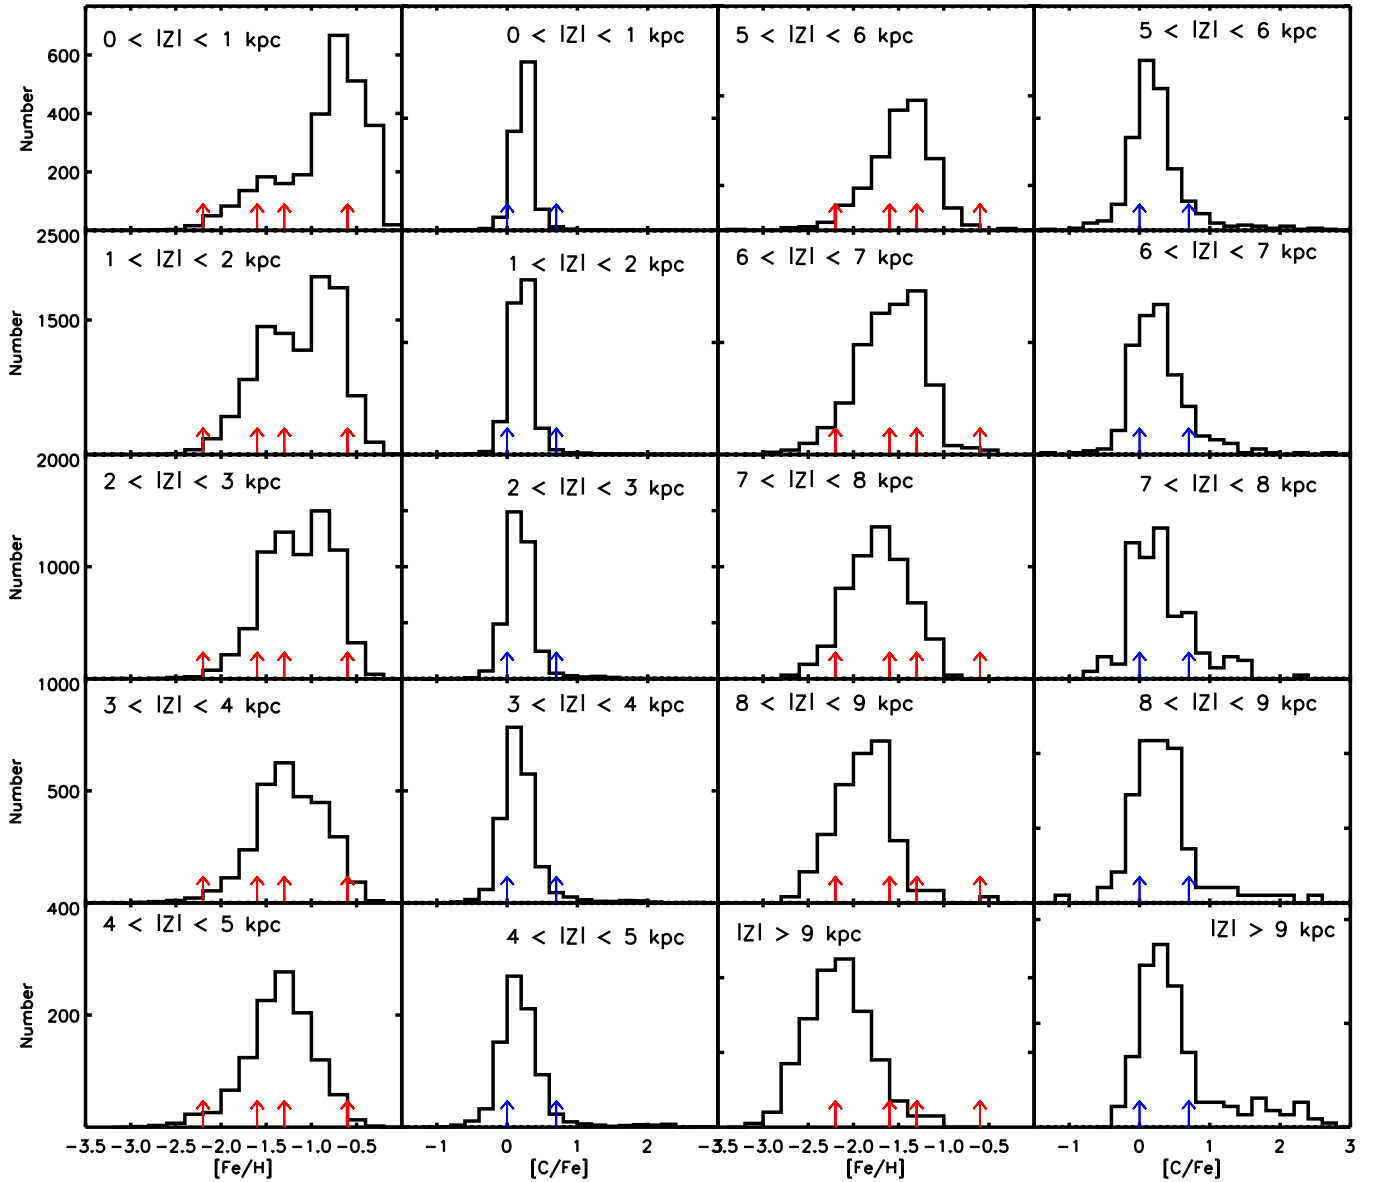 0 < |Z| < 1 kpc
0 < |Z| < 1 kpc
5 < |Z| < 6 kpc
5 < |Z| < 6 kpc
600
400
200
Number
1 < |Z| < 2 kpc
1 < |Z| < 2 kpc
6 < |Z| < 7 kpc
6 < |Z| < 7 kpc
2500
1500
Number
2 < |Z| < 3 kpc
2 < |Z| < 3 kpc
7 < |Z| < 8 kpc
7 < |Z| < 8 kpc
2000
1000
Number
3 < |Z| < 4 kpc
3 < |Z| < 4 kpc
8 < |Z| < 9 kpc
8 < |Z| < 9 kpc
1000
500
Number
4 < |Z| < 5 kpc
4 < |Z| < 5 kpc
|Z| > 9 kpc
|Z| > 9 kpc
400
200
Number
-3.5 -3.0 -2.5 -2.0 -1.5 -1.0 -0.5
-1 0 1 2
-3.5 -3.0 -2.5 -2.0 -1.5 -1.0 -0.5
-1 0 1 2 3
[Fe/H]
[C/Fe]
[Fe/H]
[C/Fe]